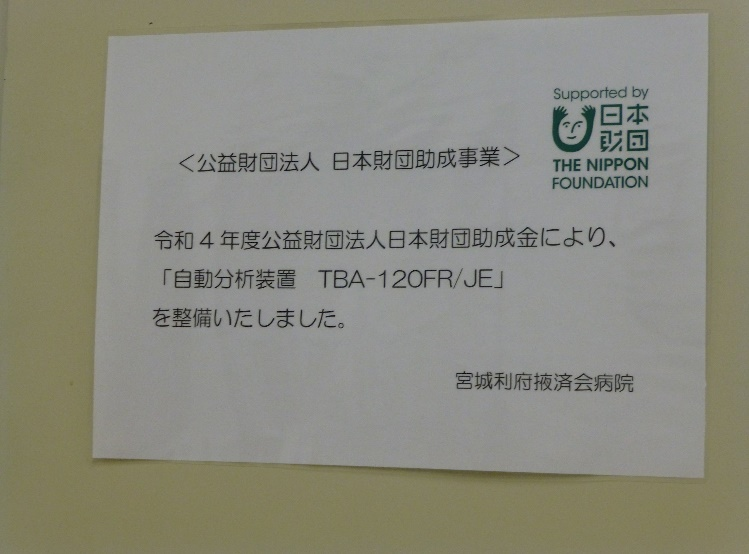 Supported by
日本
財団
THE NIPPON
FOUNDATION
＜公益財団法人 日本財団助成事業＞
令和４年度公益財団法人日本財団助成金により、
「自動分析装置　TBA-120FR/JE」
を整備いたしました。
宮城利府掖済会病院